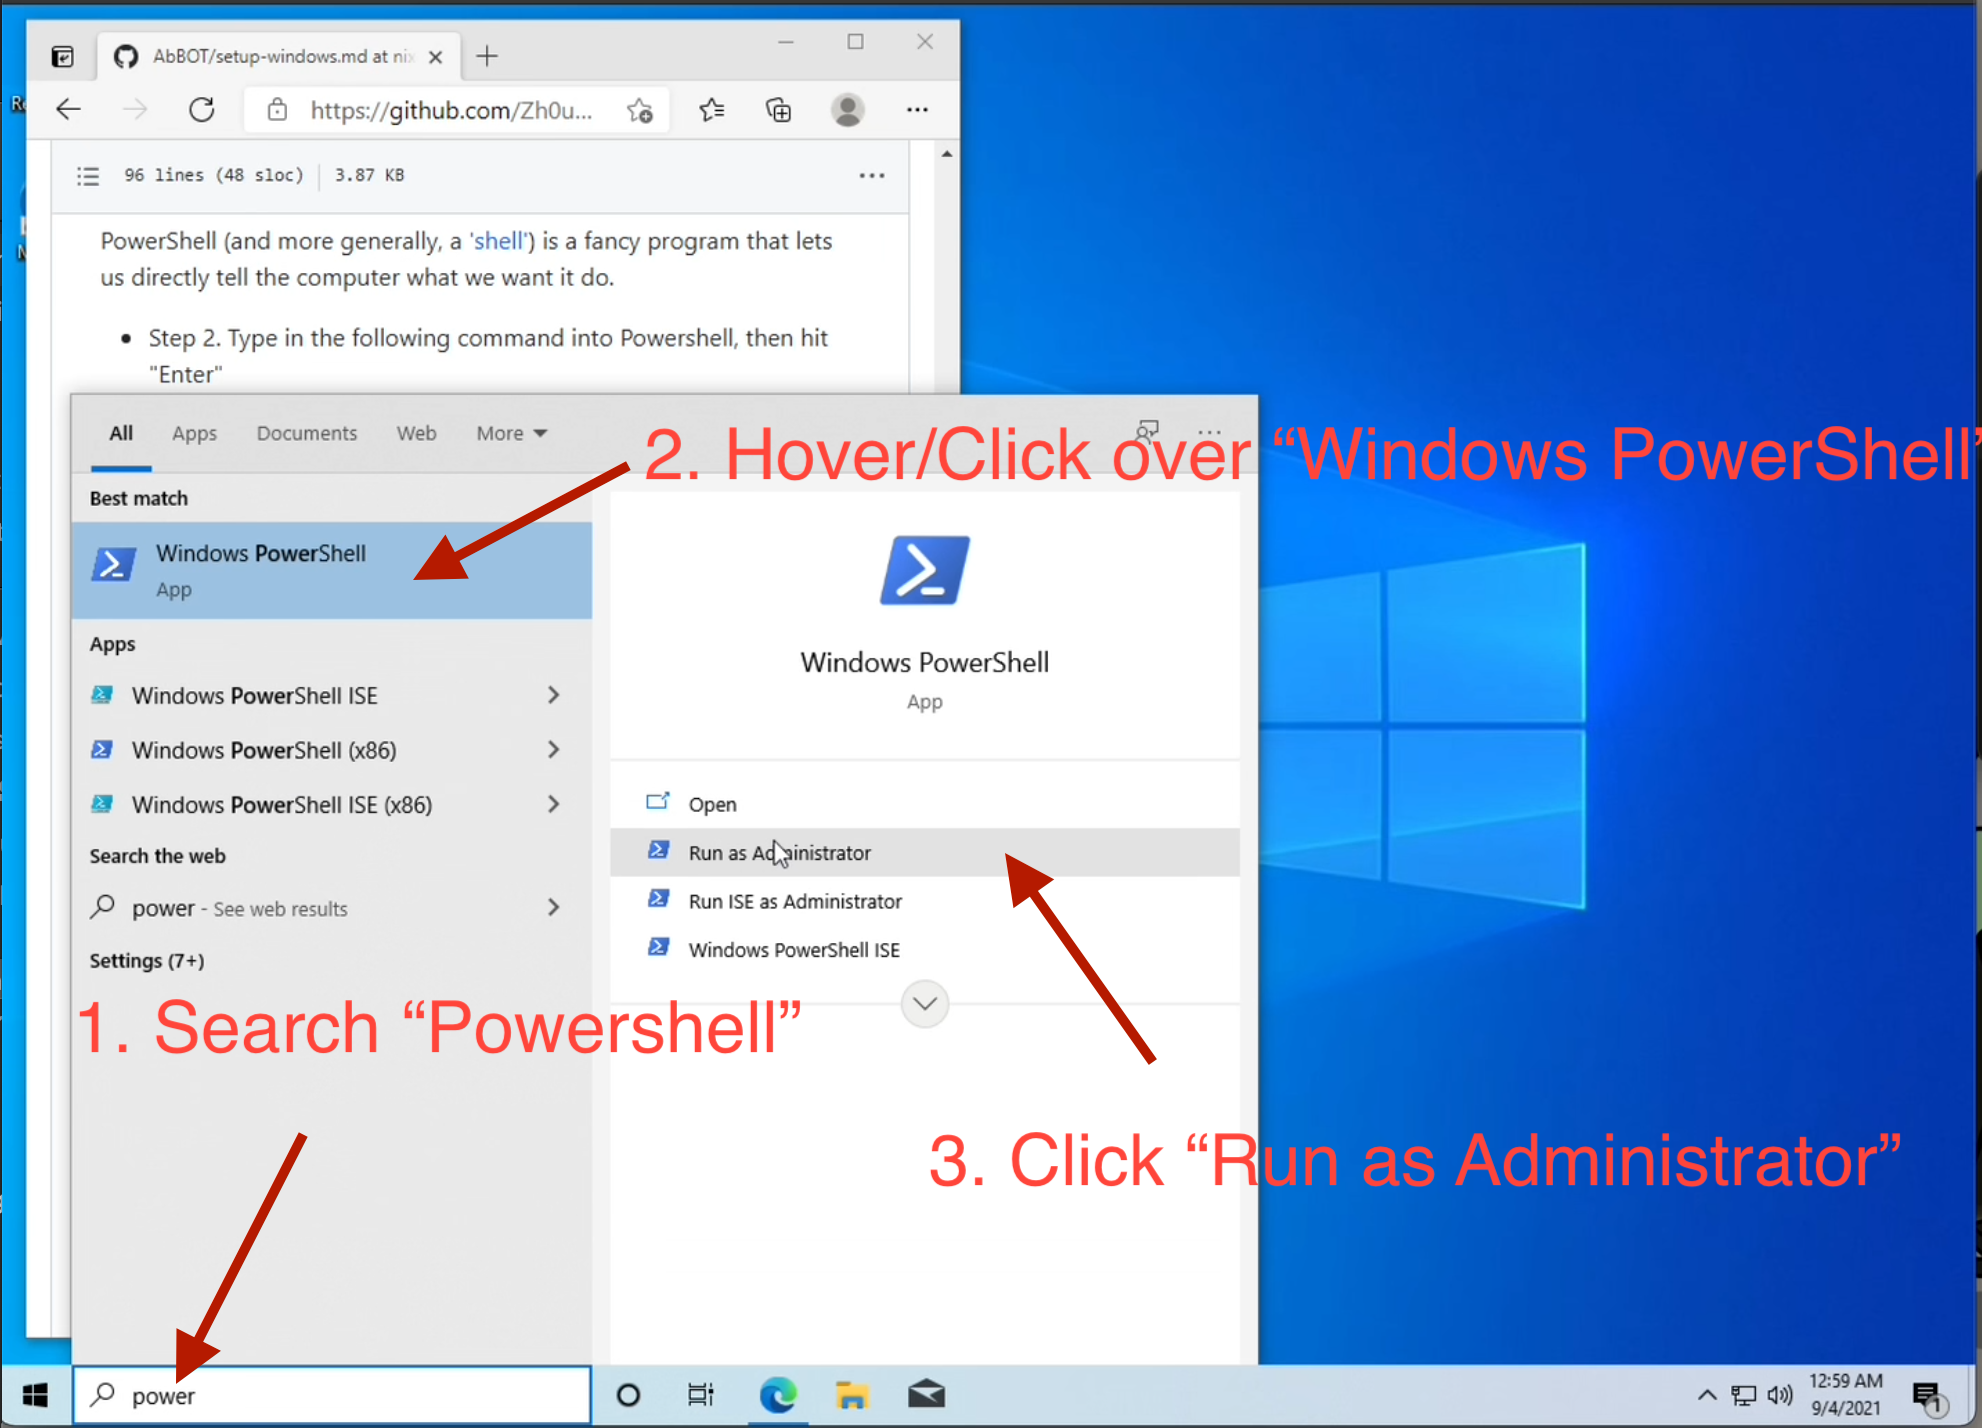 AbBOT/setup-windows.md at nix
https://github.com/Zh0u...
96 lines (48 sloc) 3.87 KB
PowerShell (and more generally, a 'shell') is a fancy program that lets
us directly tell the computer what we want it do.
Step 2. Type in the following command into Powershell, then hit
"Enter"
All Apps Documents Web More
2. Hover/Click over “Windows PowerShell”
Best match
Windows PowerShell
App
Windows PowerShell
App
Apps
Windows PowerShell ISE
Windows PowerShell (x86)
Windows PowerShell ISE (x86)
Search the web
power - See web results
Settings (7+)
Open
Run as Administrator
Run ISE as Administrator
Windows PowerShell ISE
1. Search “Powershell”
3. Click “Run as Administrator”
power
12:59 AM
9/4/2021
1